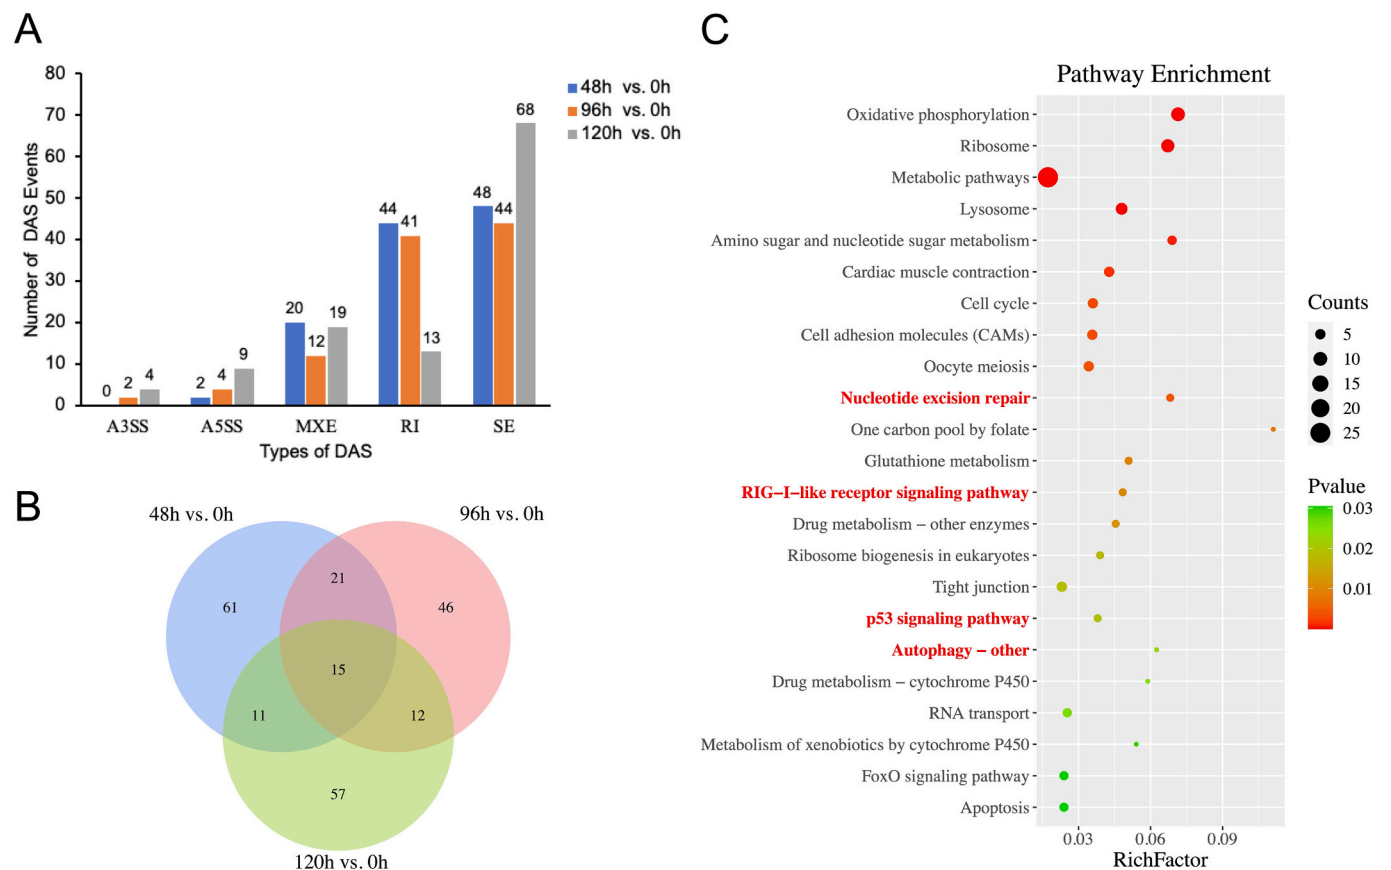 A
80
70
60
50
40
30
20
10
0
Number of DAS Events
0 2 4
2 4 9
20 12 19
44 41 13
48 44 68
A3SS A5SS MXE RI SE
Types of DAS
48h vs. 0h
96h vs. 0h
120h vs. 0h
B
48h vs. 0h
96h vs. 0h
21
61
46
15
11
12
57
120h vs. 0h
C
Pathway Enrichment
Oxidative phosphorylation
Ribosome
Metabolic pathways
Lysosome
Amino sugar and nucleotide sugar metabolism
Cardiac muscle contraction
Cell cycle
Cell adhesion molecules (CAMs)
Oocyte meiosis
Nucleotide excision repair
One carbon pool by folate
Glutathione metabolism
RIG−I−like receptor signaling pathway
Drug metabolism − other enzymes
Ribosome biogenesis in eukaryotes
Tight junction
p53 signaling pathway
Autophagy − other
Drug metabolism − cytochrome P450
RNA transport
Metabolism of xenobiotics by cytochrome P450
FoxO signaling pathway
Apoptosis
0.03 0.06 0.09
RichFactor
Counts
5
10
15
20
25
Pvalue
0.03
0.02
0.01